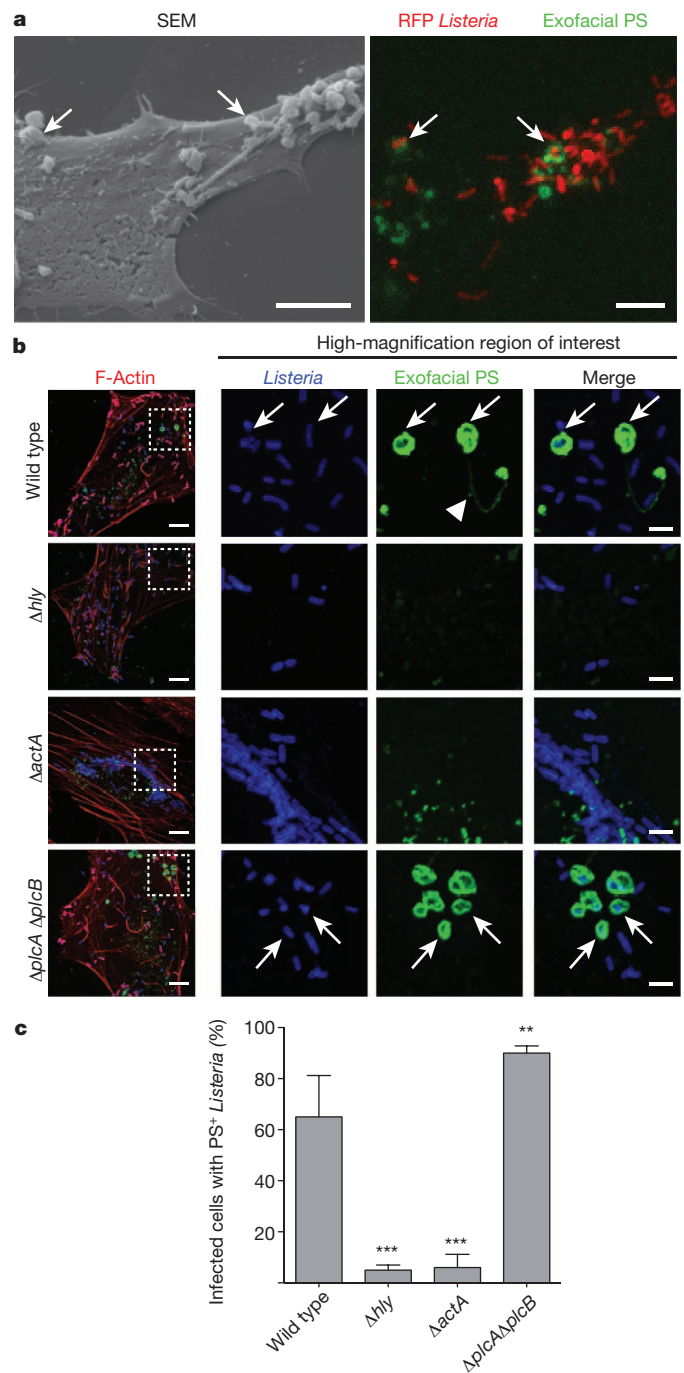 a
SEM
RFP Listeria
Exofacial PS
b
High-magnification region of interest
F-Actin
Listeria
Exofacial PS
Merge
Wild type
Δhly
ΔactA
ΔplcA ΔplcB
c
Infected cells with PS⁺ Listeria (%)
100
80
60
40
20
***
***
**
Wild type
Δhly
ΔactA
ΔplcAΔplcB